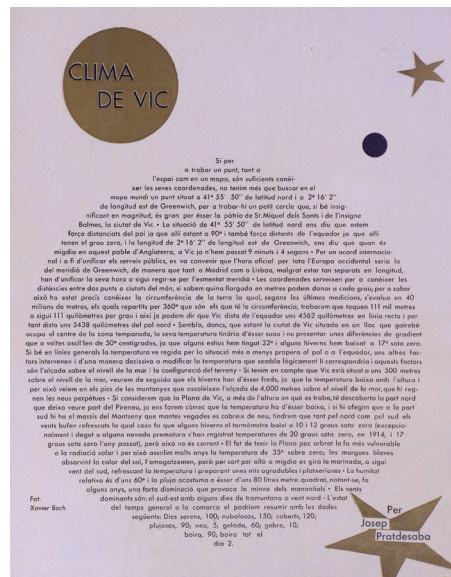 CLIMA
DE VIC
Si per
a trobar un punt, tant a
l'espai com en un mapa, són suficients conèi-
xer les seves coordenades, no tenim més que buscar en el
mapa mundi un punt situat a 41º 55' 50" de latitud nord i a 2º 16' 2"
de longitud est de Greenwich, per a trobar-hi un petit cercle que, si bé insig-
nificant en magnitud, és gran per ésser la pàtria de St. Miquel dels Sants i de l'insigne
Balmes, la ciutat de Vic • La situació de 41º 55' 50" de latitud nord ens diu que estem
força distanciats del pol ja que allí estant a 90º i també força distants de l'equador ja que allí
tenen el grau zero, i la longitud de 2º 16' 2" de longitud est de Greenwich, ens diu que quan és
migdia en aquest poble d'Anglaterra, a Vic ja n'hem passat 9 minuts i 4 segons • Per un acord internacio-
nal i a fi d'unificar els serveis públics, es va convenir que l'hora oficial per tota l'Europa occidental seria la
del meridià de Greenwich, de manera que tant a Madrid com a Lisboa, malgrat estar tan separats en longitud,
han d'unificar la seva hora o sigui regir-se per l'esmentat meridià • Les coordenades serveixen per a conèixer les
distàncies entre dos punts o ciutats del món, si sabem quina llargada en metres podem donar a cada grau; per a saber
això ha estat precís conèixer la circumferència de la terra la qual, segons les últimes medicions, s'evalua en 40
milions de metres, els quals repartits per 360º que són els que té la circumferència, trobarem que toquen 111 mil metres
o sigui 111 quilòmetres per grau i així ja podem dir que Vic dista de l'equador uns 4562 quilòmetres en línia recta i per
tant dista uns 5438 quilòmetres del pol nord • Sembla, doncs, que estant la ciutat de Vic situada en un lloc que gairebé
ocupa el centre de la zona temporada, la seva temperatura tindria d'ésser suau i no presentar unes diferències de gradient
que a voltes oscil·len de 50º centígrades, ja que alguns estius hem tingut 32º i alguns hiverns hem baixat a 17º sota zero.
Si bé en línies generals la temperatura ve regida per la situació més o menys propera al pol o a l'equador, uns altres fac-
tors intervenen i d'una manera decisiva a modificar la temperatura que sembla lògicament li correspondria i aquests factors
són l'alçada sobre el nivell de la mar i la configuració del terreny • Si tenim en compte que Vic està situat a uns 500 metres
sobre el nivell de la mar, veurem de seguida que els hiverns han d'ésser freds, ja que la temperatura baixa amb l'altura i
per això veiem en els pics de les muntanyes que assoleixen l'alçada de 4.000 metres sobre el nivell de la mar, que hi reg-
nen les neus perpètues • Si considerem que la Plana de Vic, a més de l'altura en què es troba, té descoberta la part nord
que deixa veure part del Pireneu, ja ens farem càrrec que la temperatura ha d'ésser baixa, i si hi afegim que a la part
sud hi ha el massís del Montseny que mantes vegades es cobreix de neu, tindrem que tant pel nord com pel sud els
vents bufen refrescats la qual cosa fa que alguns hiverns el termòmetre baixi a 10 i 12 graus sota zero (excepcio-
nalment i degut a alguna nevada prematura s'han registrat temperatures de 20 graus sota zero, en 1914, i 17
graus sota zero l'any passat), però això no és corrent • El fet de tenir la Plana poc arbrat la fa més vulnerable
a la radiació solar i per això assolim molts anys la temperatura de 35º sobre zero; les margues blaves
absorvint la calor del sol, l'amagatzemen, però per sort per allà a migdia es gira la marinada, o sigui
vent del sud, refrescant la temperatura i preparant unes nits agradables i plateriores • La humitat
relativa és d'uns 60º i la pluja acostuma a ésser d'uns 80 litres metre quadrat, notant-se, fa
alguns anys, una forta disminució que provoca la minva dels manantials • Els vents
dominants són: el sud-est amb alguns dies de tramuntana o vent nord • L'estat
del temps general a la comarca el podríem resumir amb les dades
següents: Dies serens, 100; nubolosos, 150; coberts, 120;
plujosos, 90; neu, 5; gelada, 60; gebre, 10;
boira, 90; boira tot el
dia 2.
Fot.
Xavier Bach
Per
Josep
Pratdesaba